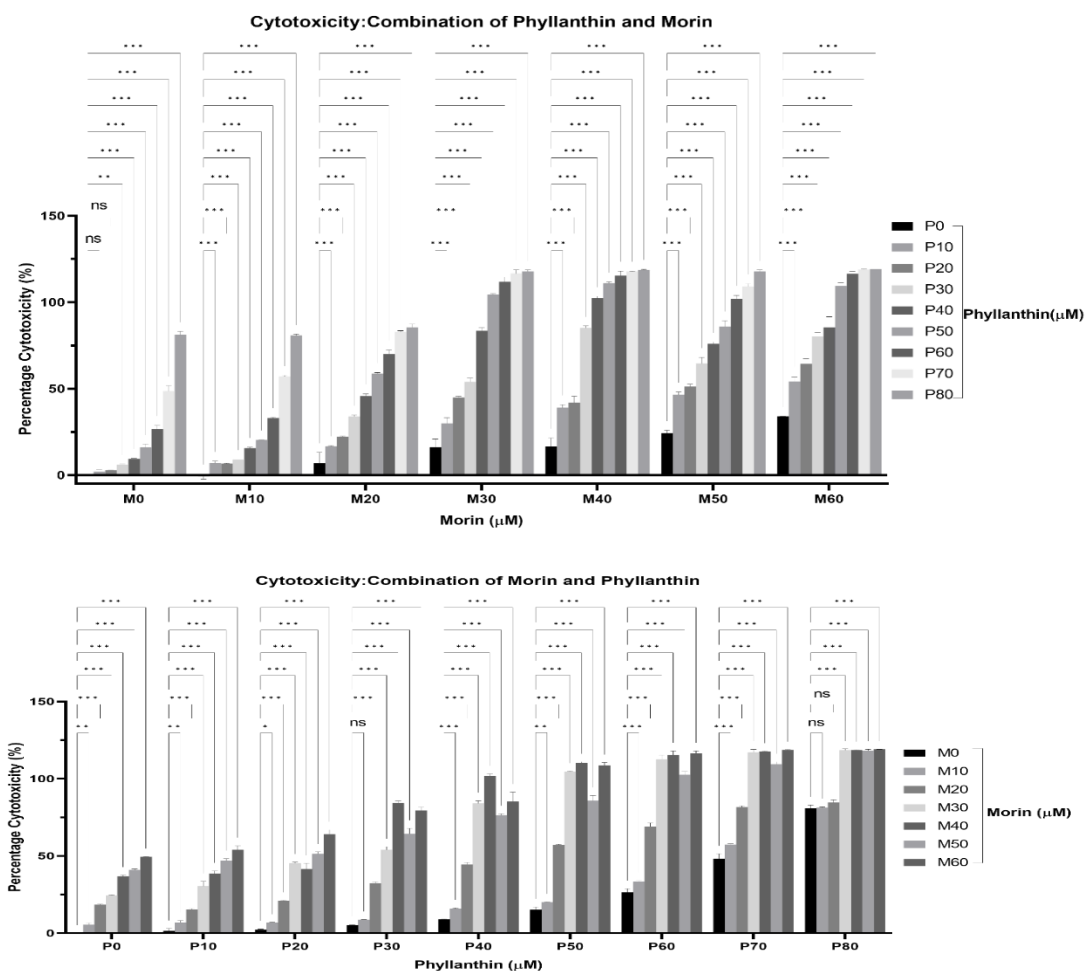 Cytotoxicity:Combination of Phyllanthin and Morin
*** *** *** *** *** *** ***
*** *** *** *** *** *** ***
*** *** *** *** *** *** ***
*** *** *** *** *** *** ***
*** *** *** *** *** *** ***
** *** *** *** *** *** ***
ns *** *** *** *** *** ***
ns *** *** *** *** *** ***
Percentage Cytotoxicity (%)
150
100
50
0
M0 M10 M20 M30 M40 M50 M60
Morin (μM)
P0
P10
P20
P30
P40
P50
P60
P70
P80
Phyllanthin(μM)
Cytotoxicity:Combination of Morin and Phyllanthin
*** *** *** *** *** *** *** *** ***
*** *** *** *** *** *** *** *** ***
*** *** *** *** *** *** *** *** ***
*** *** *** *** *** *** *** *** ***
*** *** *** *** *** *** *** *** ns
** ** * ns *** ** *** *** ns
Percentage Cytotoxicity (%)
150
100
50
0
P0 P10 P20 P30 P40 P50 P60 P70 P80
Phyllanthin (μM)
M0
M10
M20
M30
M40
M50
M60
Morin (μM)